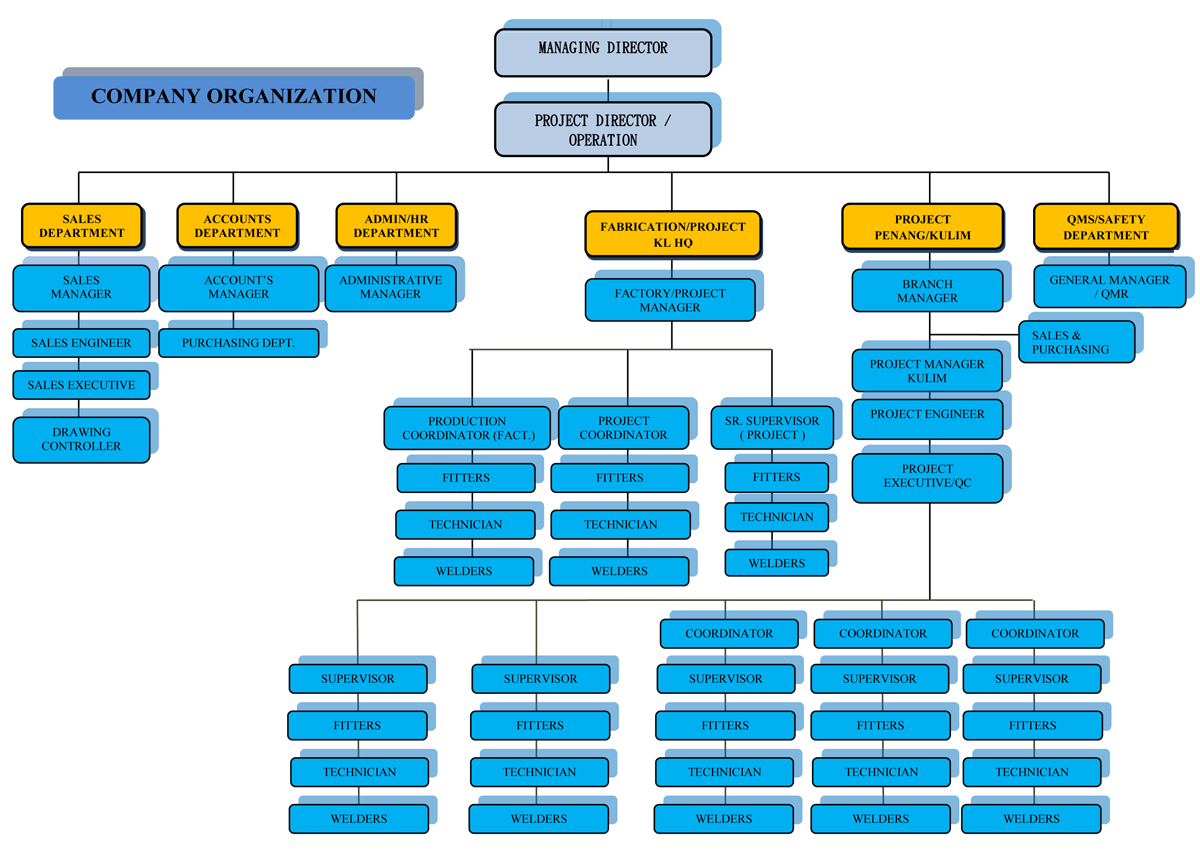 MANAGING DIRECTOR
COMPANY ORGANIZATION
PROJECT DIRECTOR /
OPERATION
SALES
DEPARTMENT
ACCOUNTS
DEPARTMENT
ADMIN/HR
DEPARTMENT
FABRICATION/PROJECT
KL HQ
PROJECT
PENANG/KULIM
QMS/SAFETY
DEPARTMENT
SALES
MANAGER
ACCOUNT'S
MANAGER
ADMINISTRATIVE
MANAGER
FACTORY/PROJECT
MANAGER
BRANCH
MANAGER
GENERAL MANAGER
/ QMR
SALES ENGINEER
PURCHASING DEPT.
SALES &
PURCHASING
SALES EXECUTIVE
PROJECT MANAGER
KULIM
DRAWING
CONTROLLER
PRODUCTION
COORDINATOR (FACT.)
PROJECT
COORDINATOR
SR. SUPERVISOR
( PROJECT )
PROJECT ENGINEER
FITTERS
FITTERS
FITTERS
PROJECT
EXECUTIVE/QC
TECHNICIAN
TECHNICIAN
TECHNICIAN
WELDERS
WELDERS
WELDERS
COORDINATOR
COORDINATOR
COORDINATOR
SUPERVISOR
SUPERVISOR
SUPERVISOR
SUPERVISOR
SUPERVISOR
FITTERS
FITTERS
FITTERS
FITTERS
FITTERS
TECHNICIAN
TECHNICIAN
TECHNICIAN
TECHNICIAN
TECHNICIAN
WELDERS
WELDERS
WELDERS
WELDERS
WELDERS